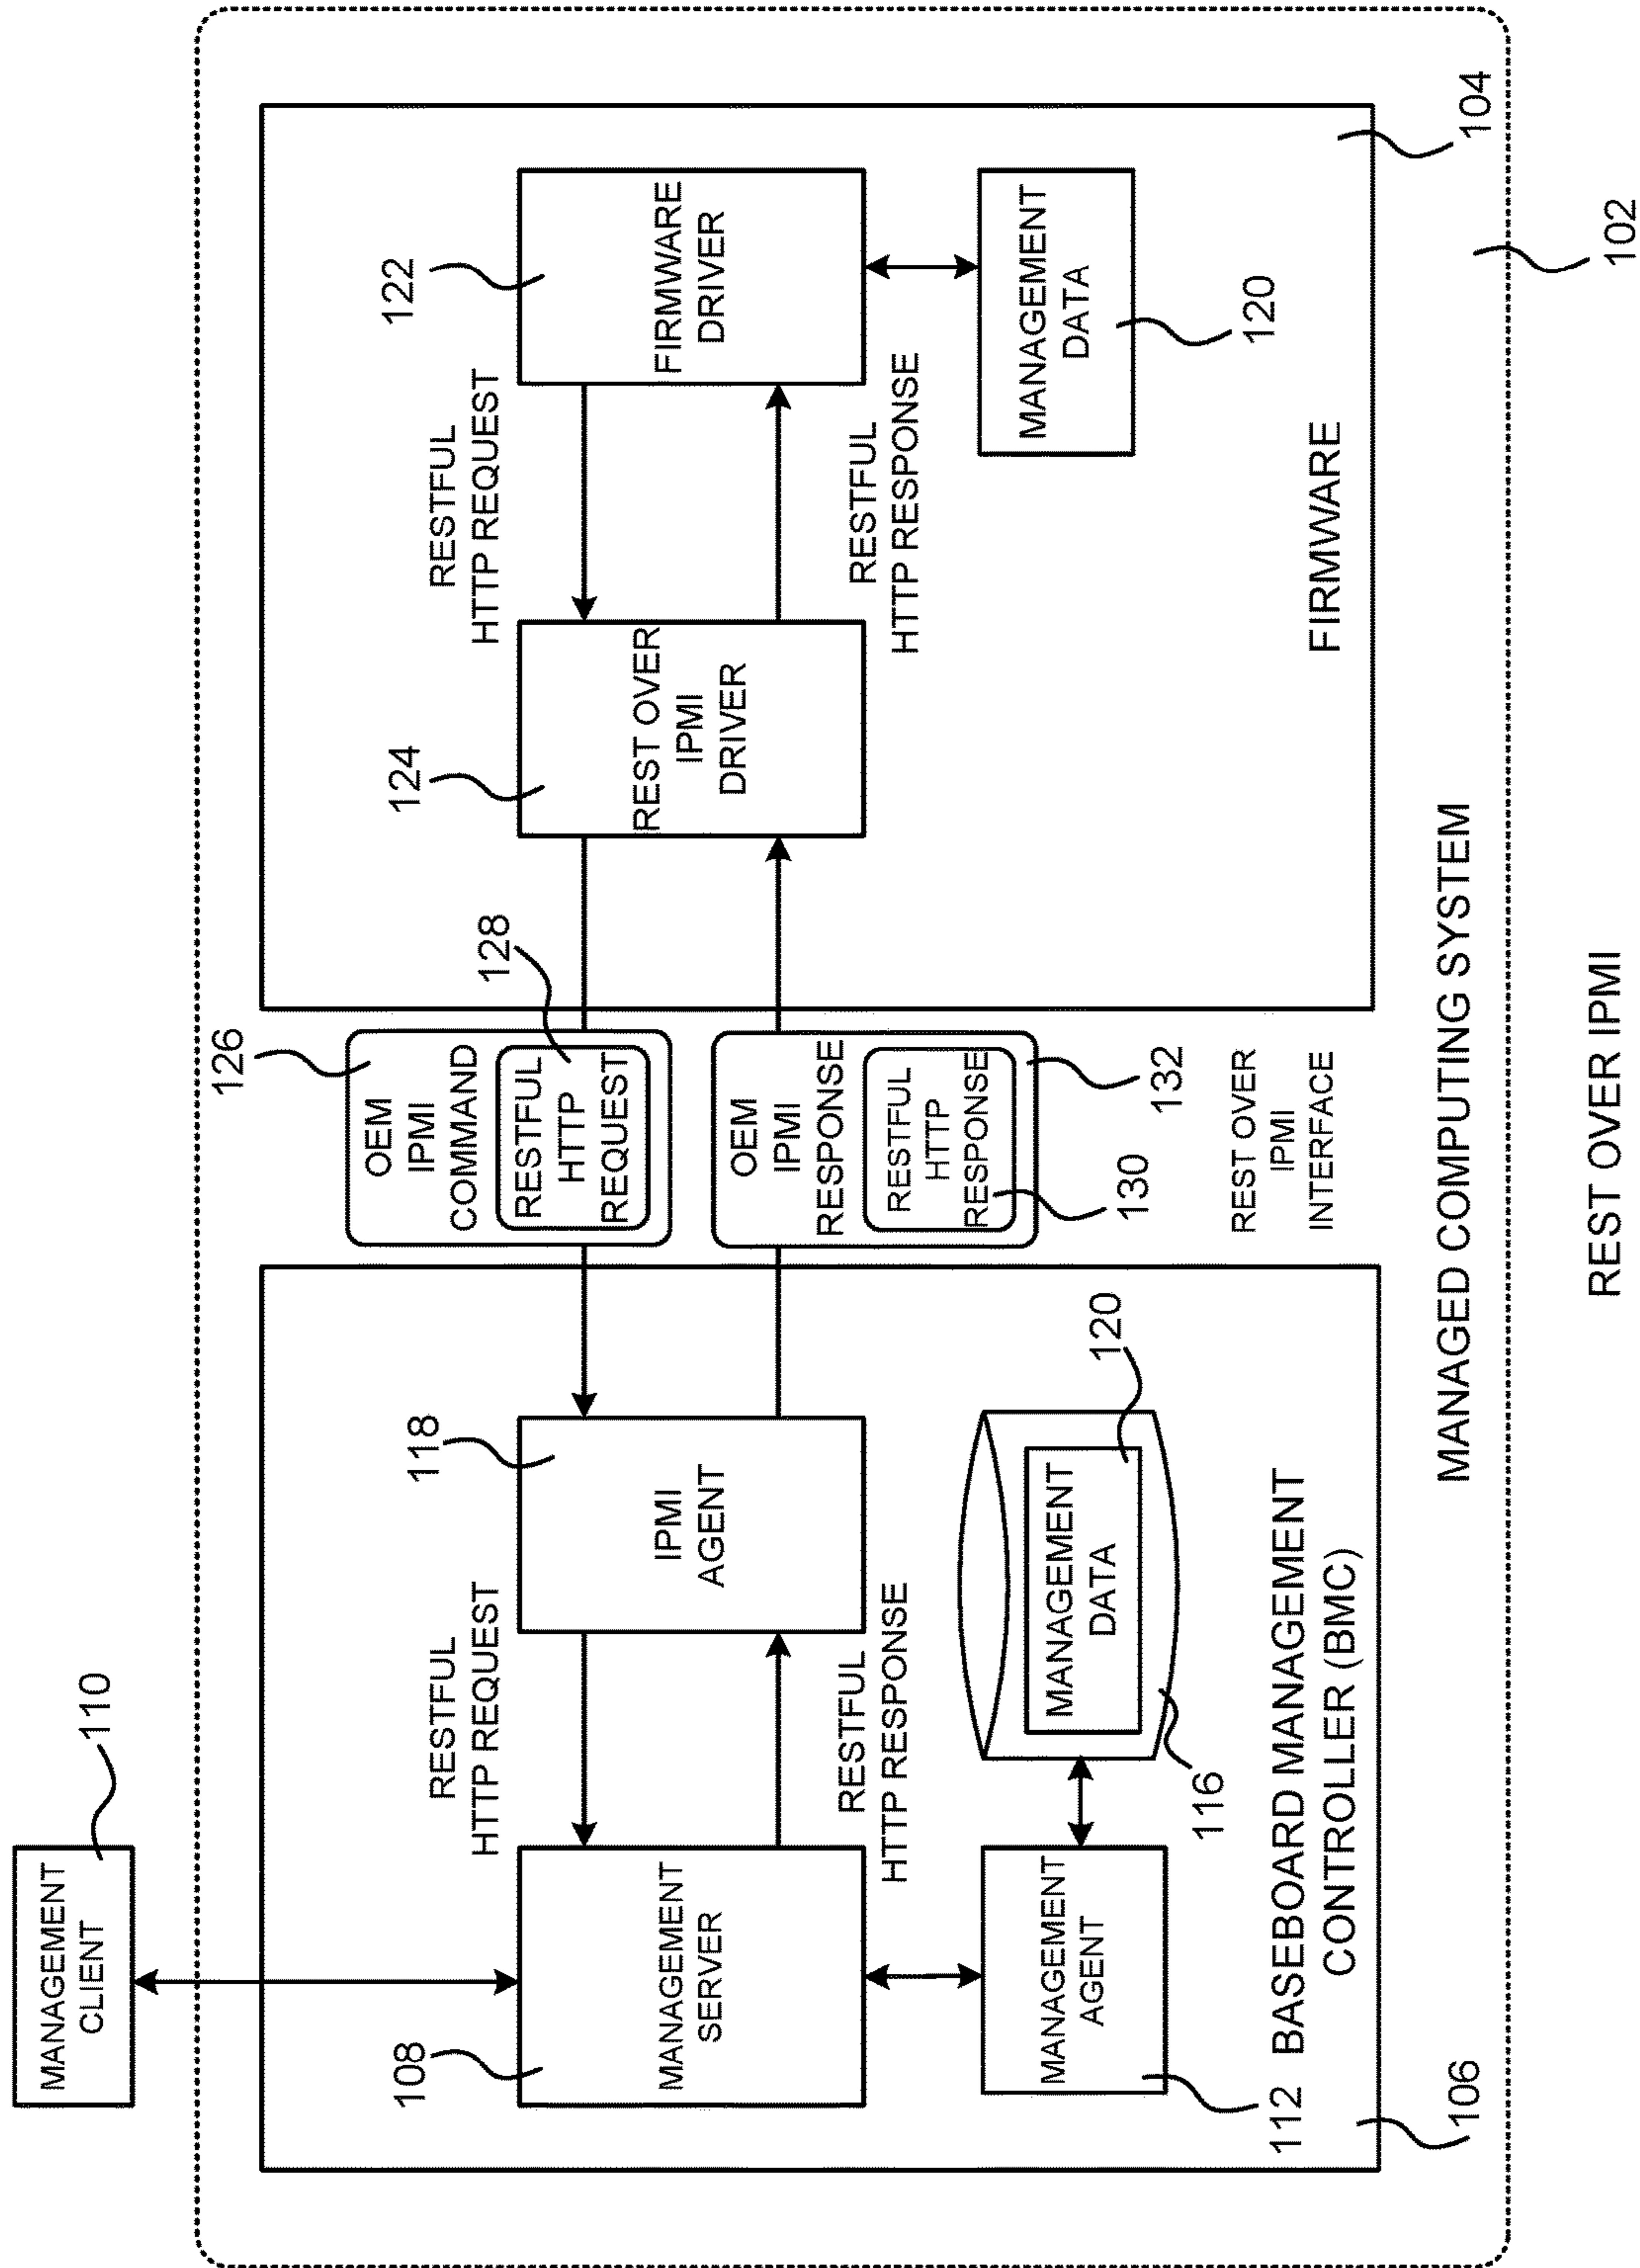 110
MANAGEMENT
CLIENT
108
MANAGEMENT
SERVER
RESTFUL
HTTP REQUEST
RESTFUL
HTTP RESPONSE
118
IPMI
AGENT
112
MANAGEMENT
AGENT
116
MANAGEMENT
DATA
120
BASEBOARD MANAGEMENT
CONTROLLER (BMC)
106
126
OEM
IPMI
COMMAND
128
RESTFUL
HTTP
REQUEST
OEM
IPMI
RESPONSE
RESTFUL
HTTP
RESPONSE
130
132
REST OVER
IPMI
INTERFACE
124
REST OVER
IPMI
DRIVER
RESTFUL
HTTP REQUEST
RESTFUL
HTTP RESPONSE
122
FIRMWARE
DRIVER
MANAGEMENT
DATA
120
FIRMWARE
104
MANAGED COMPUTING SYSTEM
102
REST OVER IPMI